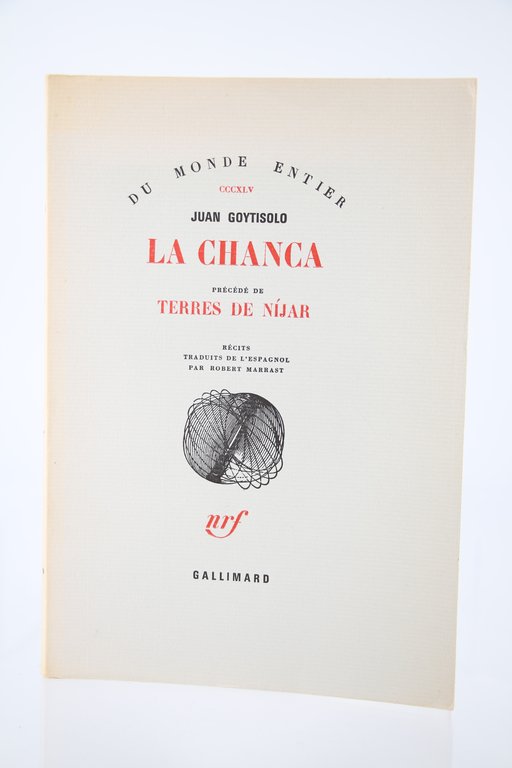 DU MONDE ENTIER
CCCXLV
JUAN GOYTISOLO
LA CHANCA
PRÉCÉDÉ DE
TERRES DE NÍJAR
RÉCITS
TRADUITS DE L'ESPAGNOL
PAR ROBERT MARRAST
nrf
GALLIMARD